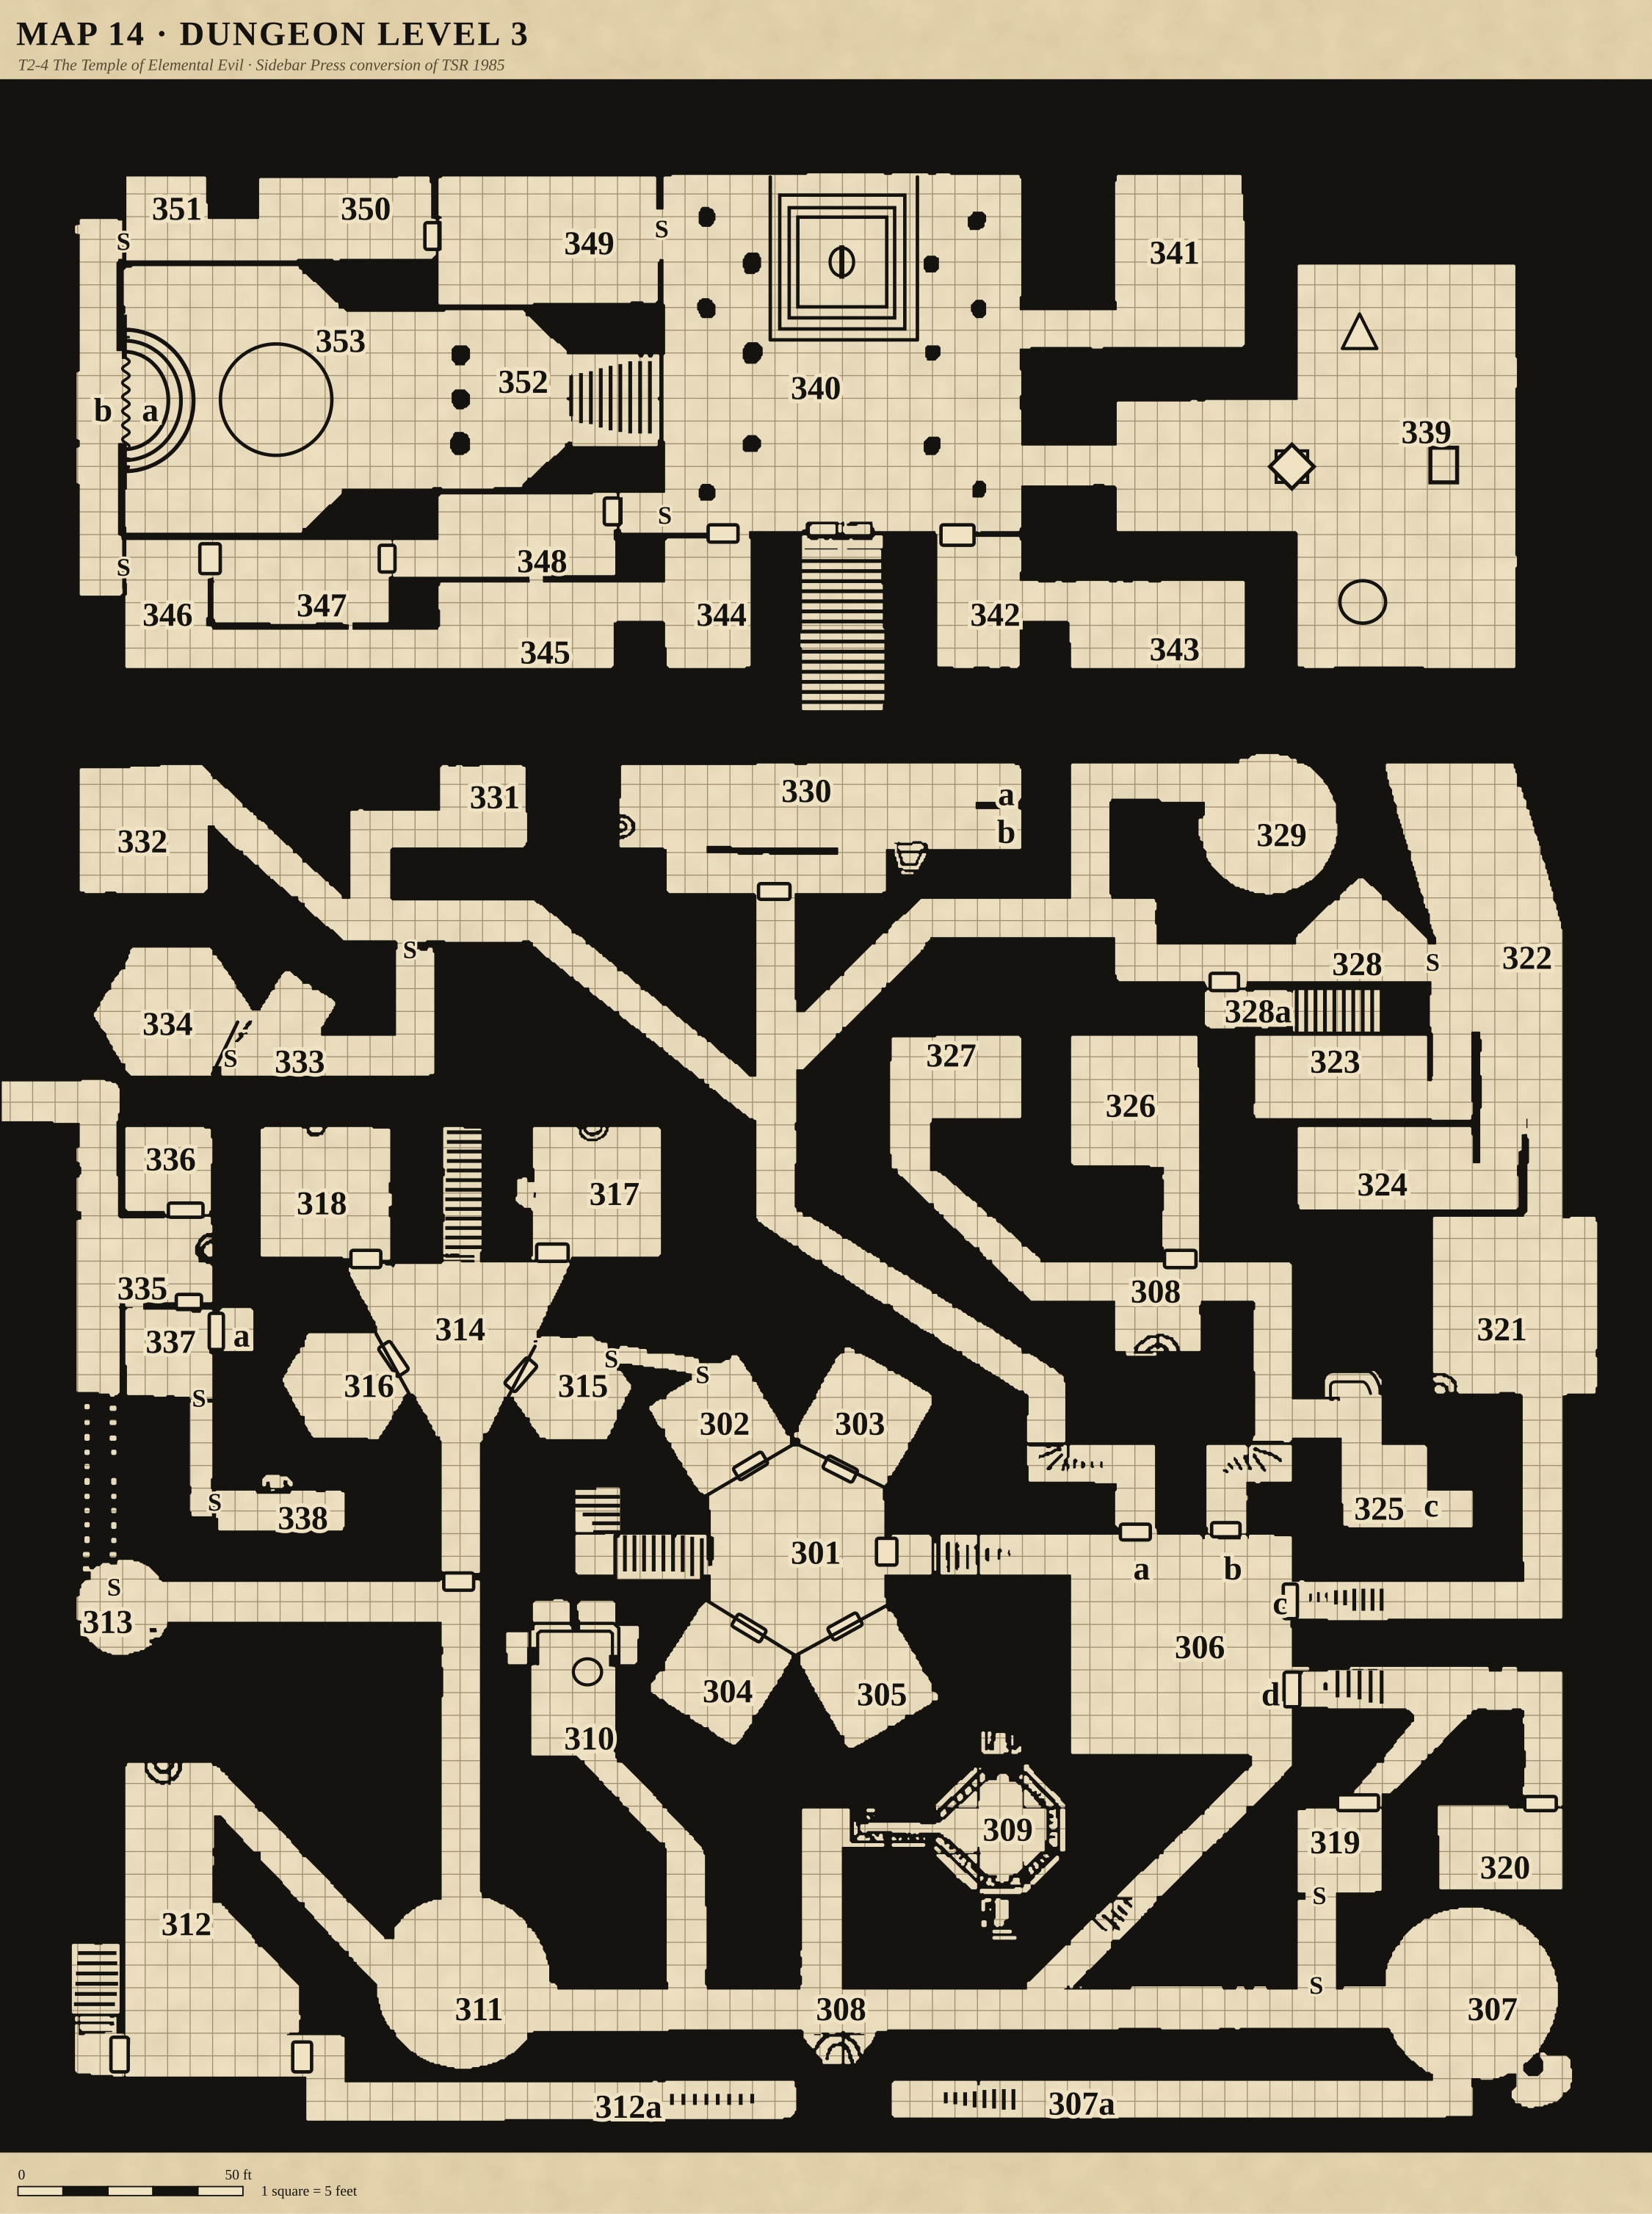 MAP 14 · DUNGEON LEVEL 3
T2-4 The Temple of Elemental Evil · Sidebar Press conversion of TSR 1985
351
350
S
349
S
341
353
352
340
b
a
339
S
348
S
346
347
344
342
345
343
331
330
a
332
b
329
S
328
S
322
334
328a
S
333
327
323
326
336
324
318
317
335
308
337
a
314
321
S
316
315
S
S
302
303
S
338
325
c
301
a
b
S
313
c
306
304
305
d
310
309
319
320
S
312
S
311
308
307
312a
307a
0
50 ft
1 square = 5 feet